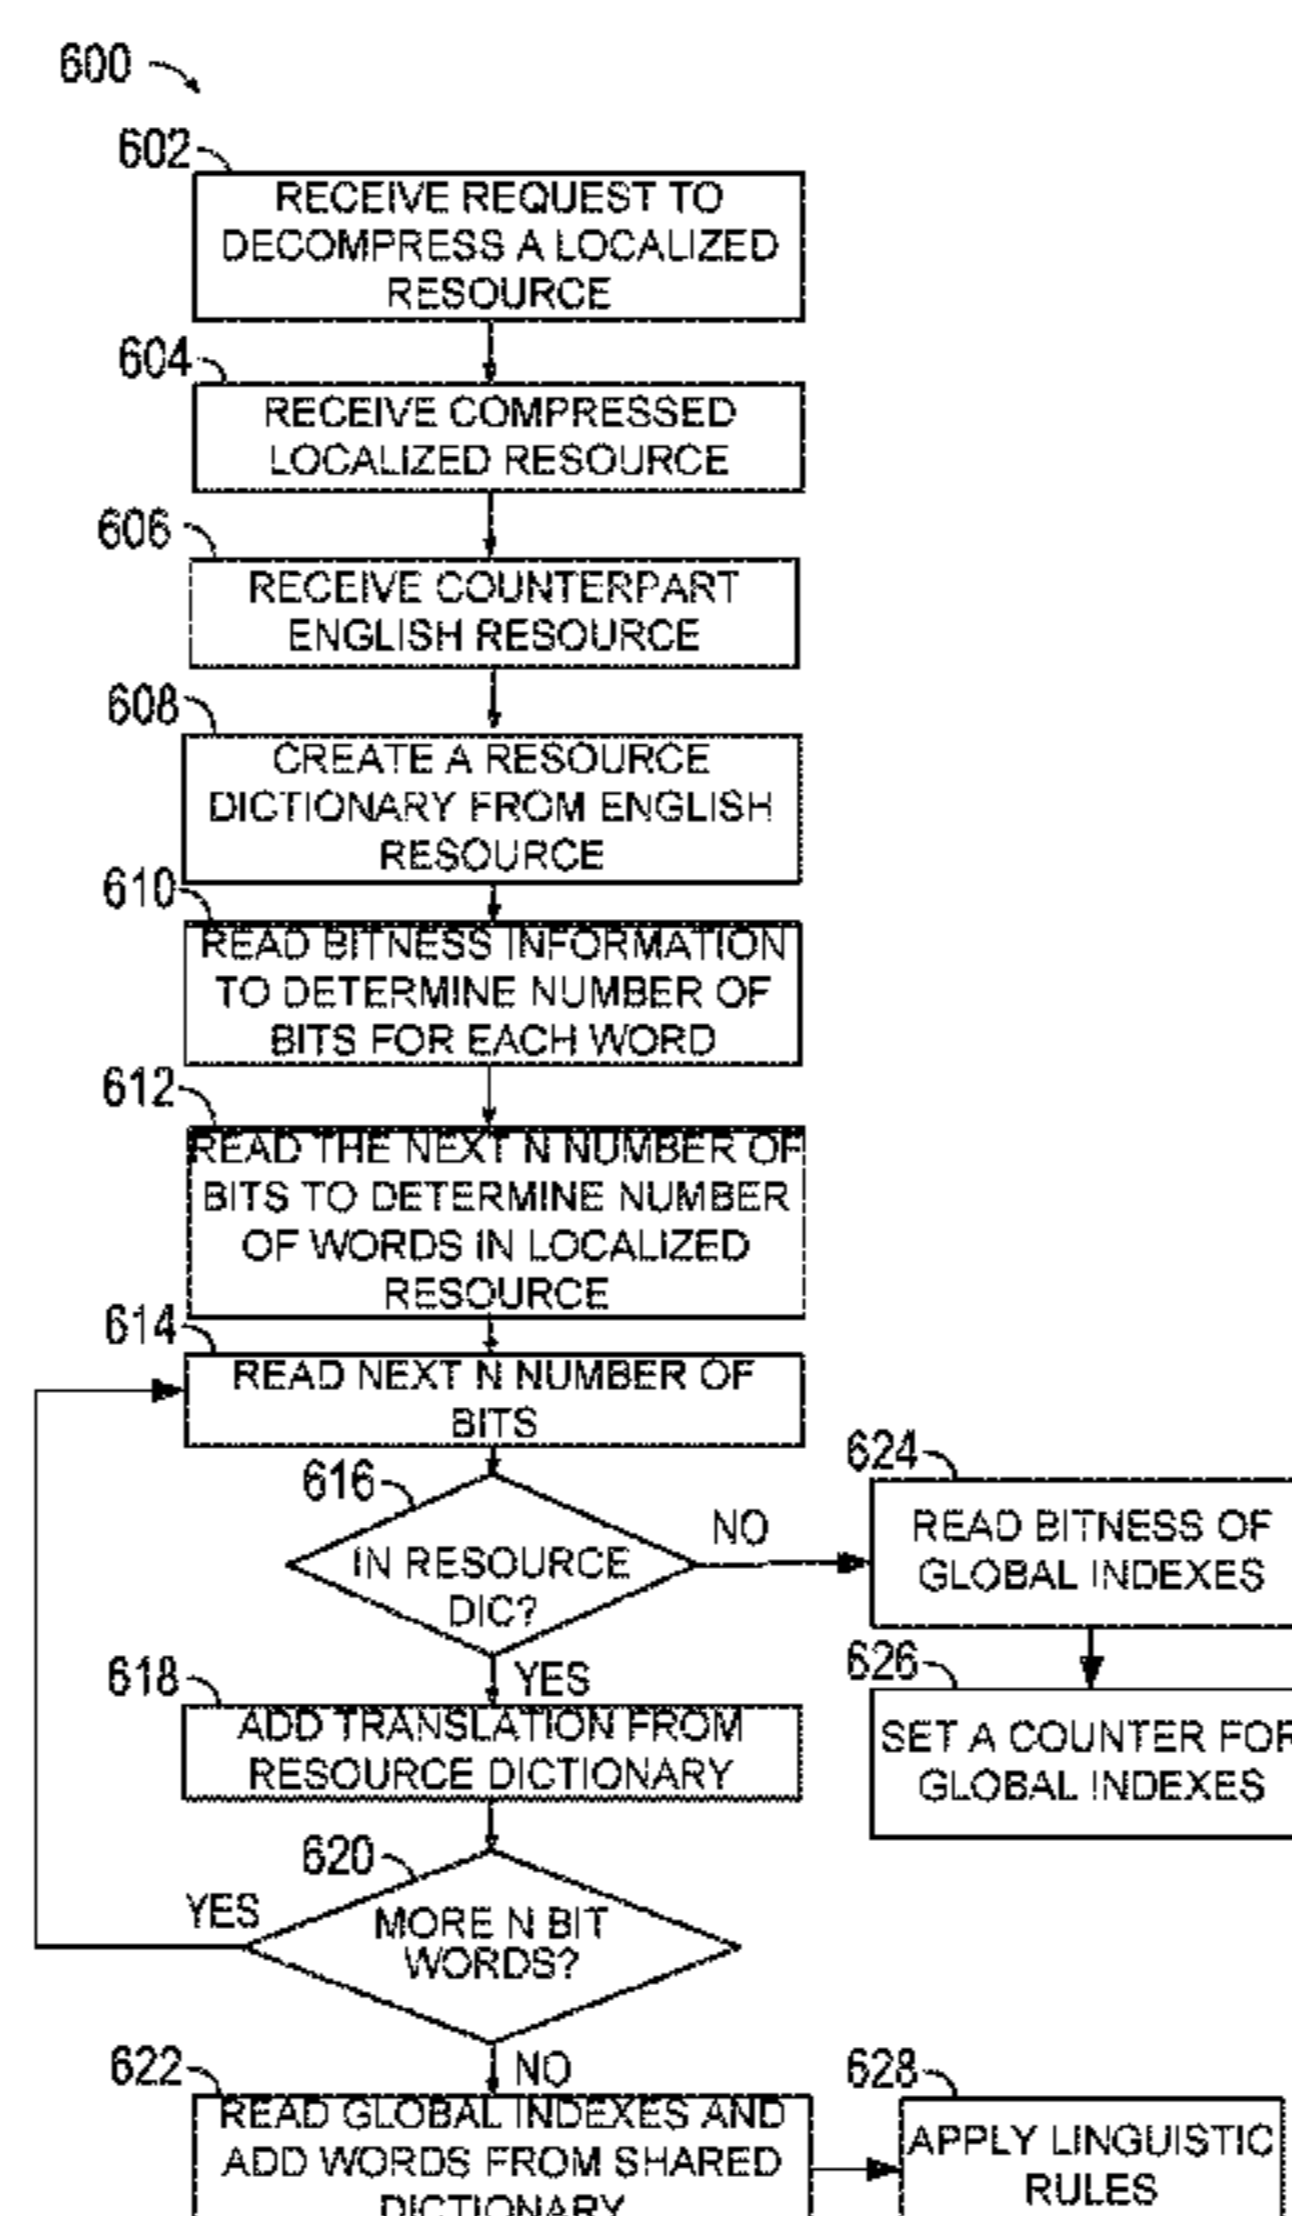 600
602
RECEIVE REQUEST TO
DECOMPRESS A LOCALIZED
RESOURCE
604
RECEIVE COMPRESSED
LOCALIZED RESOURCE
606
RECEIVE COUNTERPART
ENGLISH RESOURCE
608
CREATE A RESOURCE
DICTIONARY FROM ENGLISH
RESOURCE
610
READ BITNESS INFORMATION
TO DETERMINE NUMBER OF
BITS FOR EACH WORD
612
READ THE NEXT N NUMBER OF
BITS TO DETERMINE NUMBER
OF WORDS IN LOCALIZED
RESOURCE
614
READ NEXT N NUMBER OF
BITS
616
IN RESOURCE
DIC?
NO
624
READ BITNESS OF
GLOBAL INDEXES
626
SET A COUNTER FOR
GLOBAL INDEXES
YES
618
ADD TRANSLATION FROM
RESOURCE DICTIONARY
620
MORE N BIT
WORDS?
YES
NO
622
READ GLOBAL INDEXES AND
ADD WORDS FROM SHARED
DICTIONARY
628
APPLY LINGUISTIC
RULES